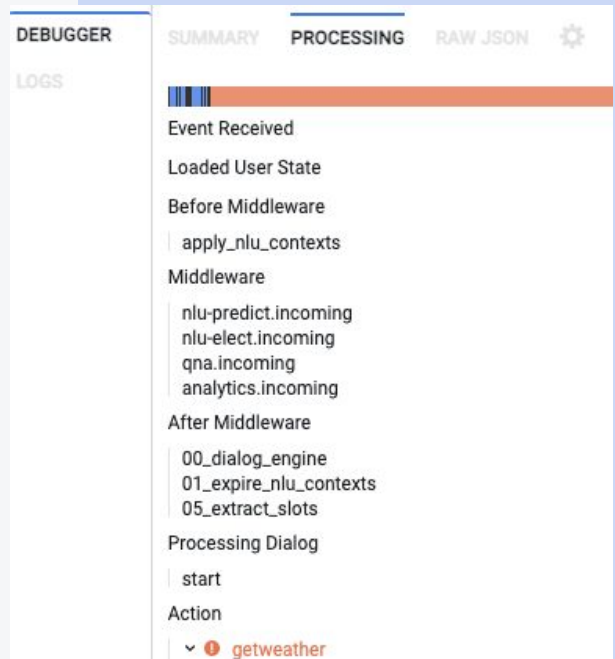 DEBUGGER
LOGS
SUMMARY PROCESSING RAW JSON
Event Received
Loaded User State
Before Middleware
apply_nlu_contexts
Middleware
nlu-predict.incoming
nlu-elect.incoming
qna.incoming
analytics.incoming
After Middleware
00_dialog_engine
01_expire_nlu_contexts
05_extract_slots
Processing Dialog
start
Action
getweather